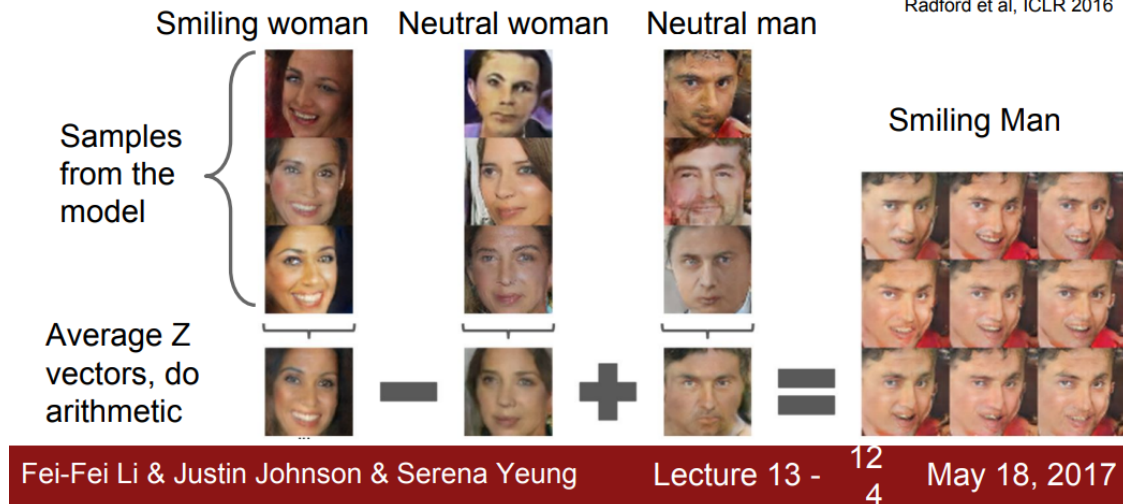 Radford et al, ICLR 2016
Smiling woman
Neutral woman
Neutral man
Samples
from the
model
Smiling Man
Average Z
vectors, do
arithmetic
...
Fei-Fei Li & Justin Johnson & Serena Yeung
Lecture 13 -
12
4
May 18, 2017